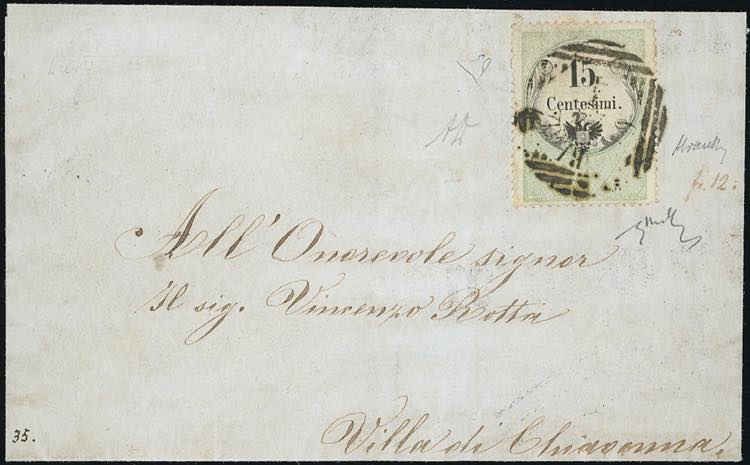 15
Centesimi.
fr. 12.
All' Onorevole signor
Il sig. Vincenzo Rotta
Villa di Chiavenna.
35.